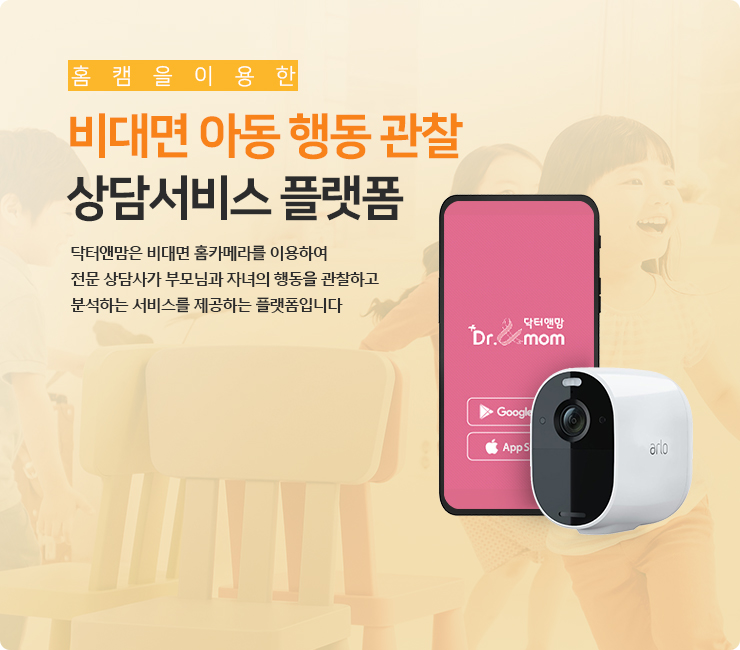 홈 캠 을 이 용 한
비대면 아동 행동 관찰
상담서비스 플랫폼
닥터앤맘은 비대면 홈카메라를 이용하여
전문 상담사가 부모님과 자녀의 행동을 관찰하고
분석하는 서비스를 제공하는 플랫폼입니다
닥터앤맘
Dr.&mom
Google
App S
arlo